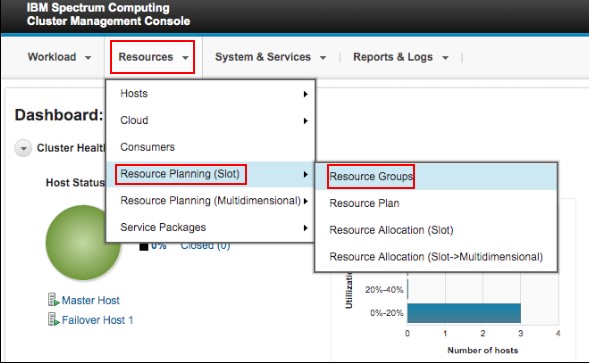 IBM Spectrum Computing
Cluster Management Console
Workload Resources System & Services Reports & Logs
Hosts
Cloud
Consumers
Resource Planning (Slot)
Resource Planning (Multidimensional)
Service Packages
Resource Groups
Resource Plan
Resource Allocation (Slot)
Resource Allocation (Slot->Multidimensional)
Dashboard:
Cluster Healt
Host Status
0% Closed (0)
Master Host
Failover Host 1
Utilizatio
20%-40%
0%-20%
0 1 2 3 4
Number of hosts